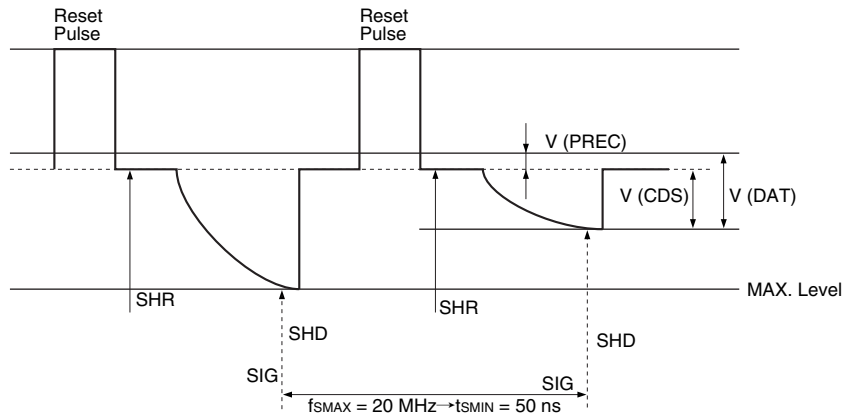 Reset
Pulse
Reset
Pulse
V (PREC)
V (CDS)
V (DAT)
MAX. Level
SHR
SHR
SHD
SHD
SIG
SIG
fSMAX = 20 MHz→tSMIN = 50 ns